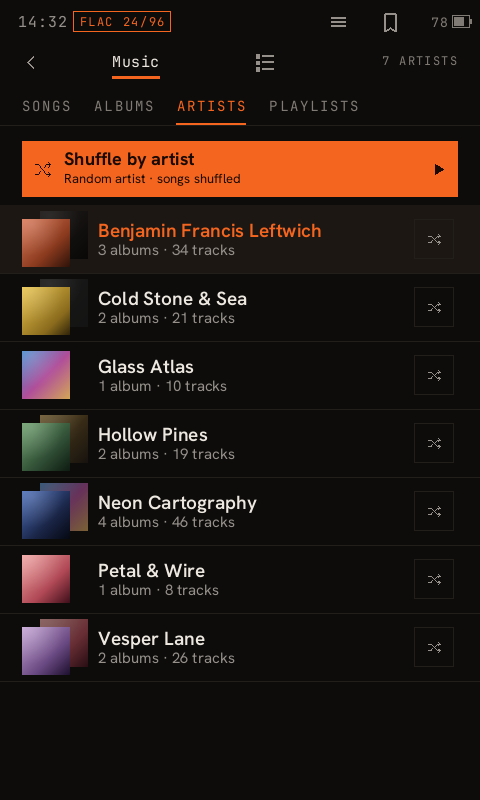 14:32 FLAC 24/96 78
Music 7 ARTISTS
SONGS ALBUMS ARTISTS PLAYLISTS
Shuffle by artist
Random artist · songs shuffled
Benjamin Francis Leftwich
3 albums · 34 tracks
Cold Stone & Sea
2 albums · 21 tracks
Glass Atlas
1 album · 10 tracks
Hollow Pines
2 albums · 19 tracks
Neon Cartography
4 albums · 46 tracks
Petal & Wire
1 album · 8 tracks
Vesper Lane
2 albums · 26 tracks